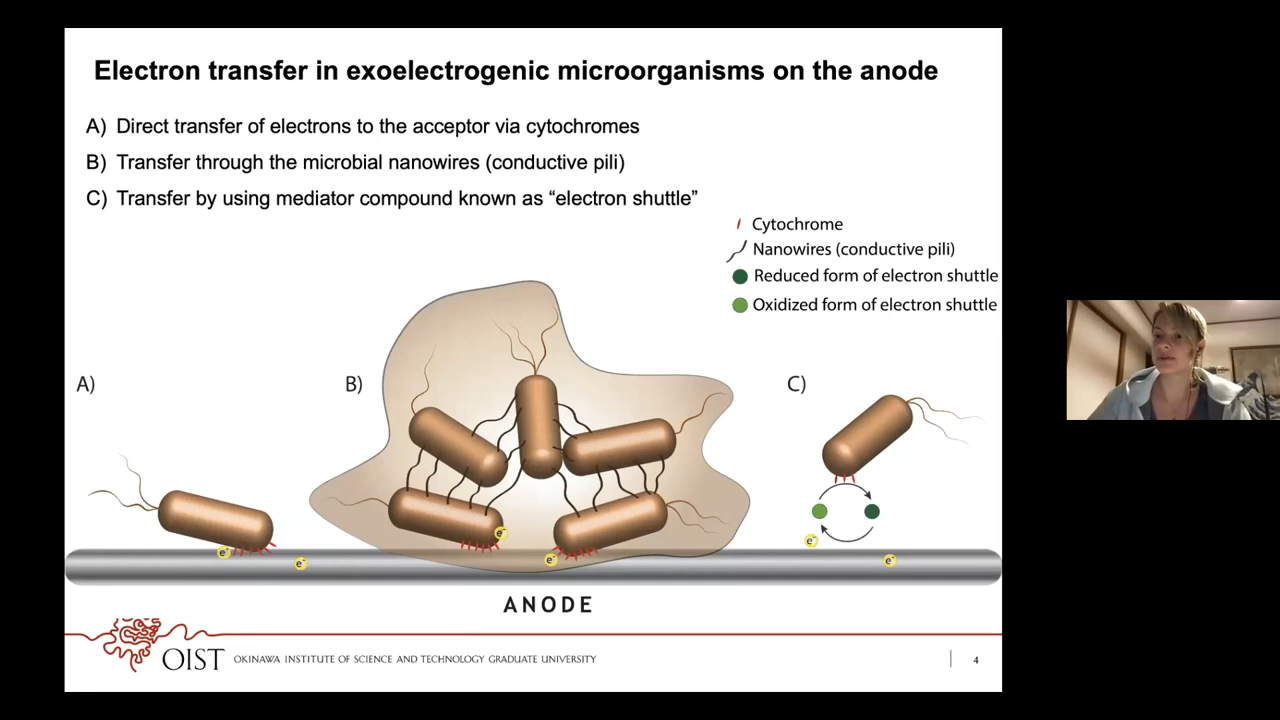 Electron transfer in exoelectrogenic microorganisms on the anode
A) Direct transfer of electrons to the acceptor via cytochromes
B) Transfer through the microbial nanowires (conductive pili)
C) Transfer by using mediator compound known as “electron shuttle”
Cytochrome
Nanowires (conductive pili)
Reduced form of electron shuttle
Oxidized form of electron shuttle
A)
B)
C)
e-
e-
e-
e-
e-
e-
ANODE
OIST OKINAWA INSTITUTE OF SCIENCE AND TECHNOLOGY GRADUATE UNIVERSITY
4